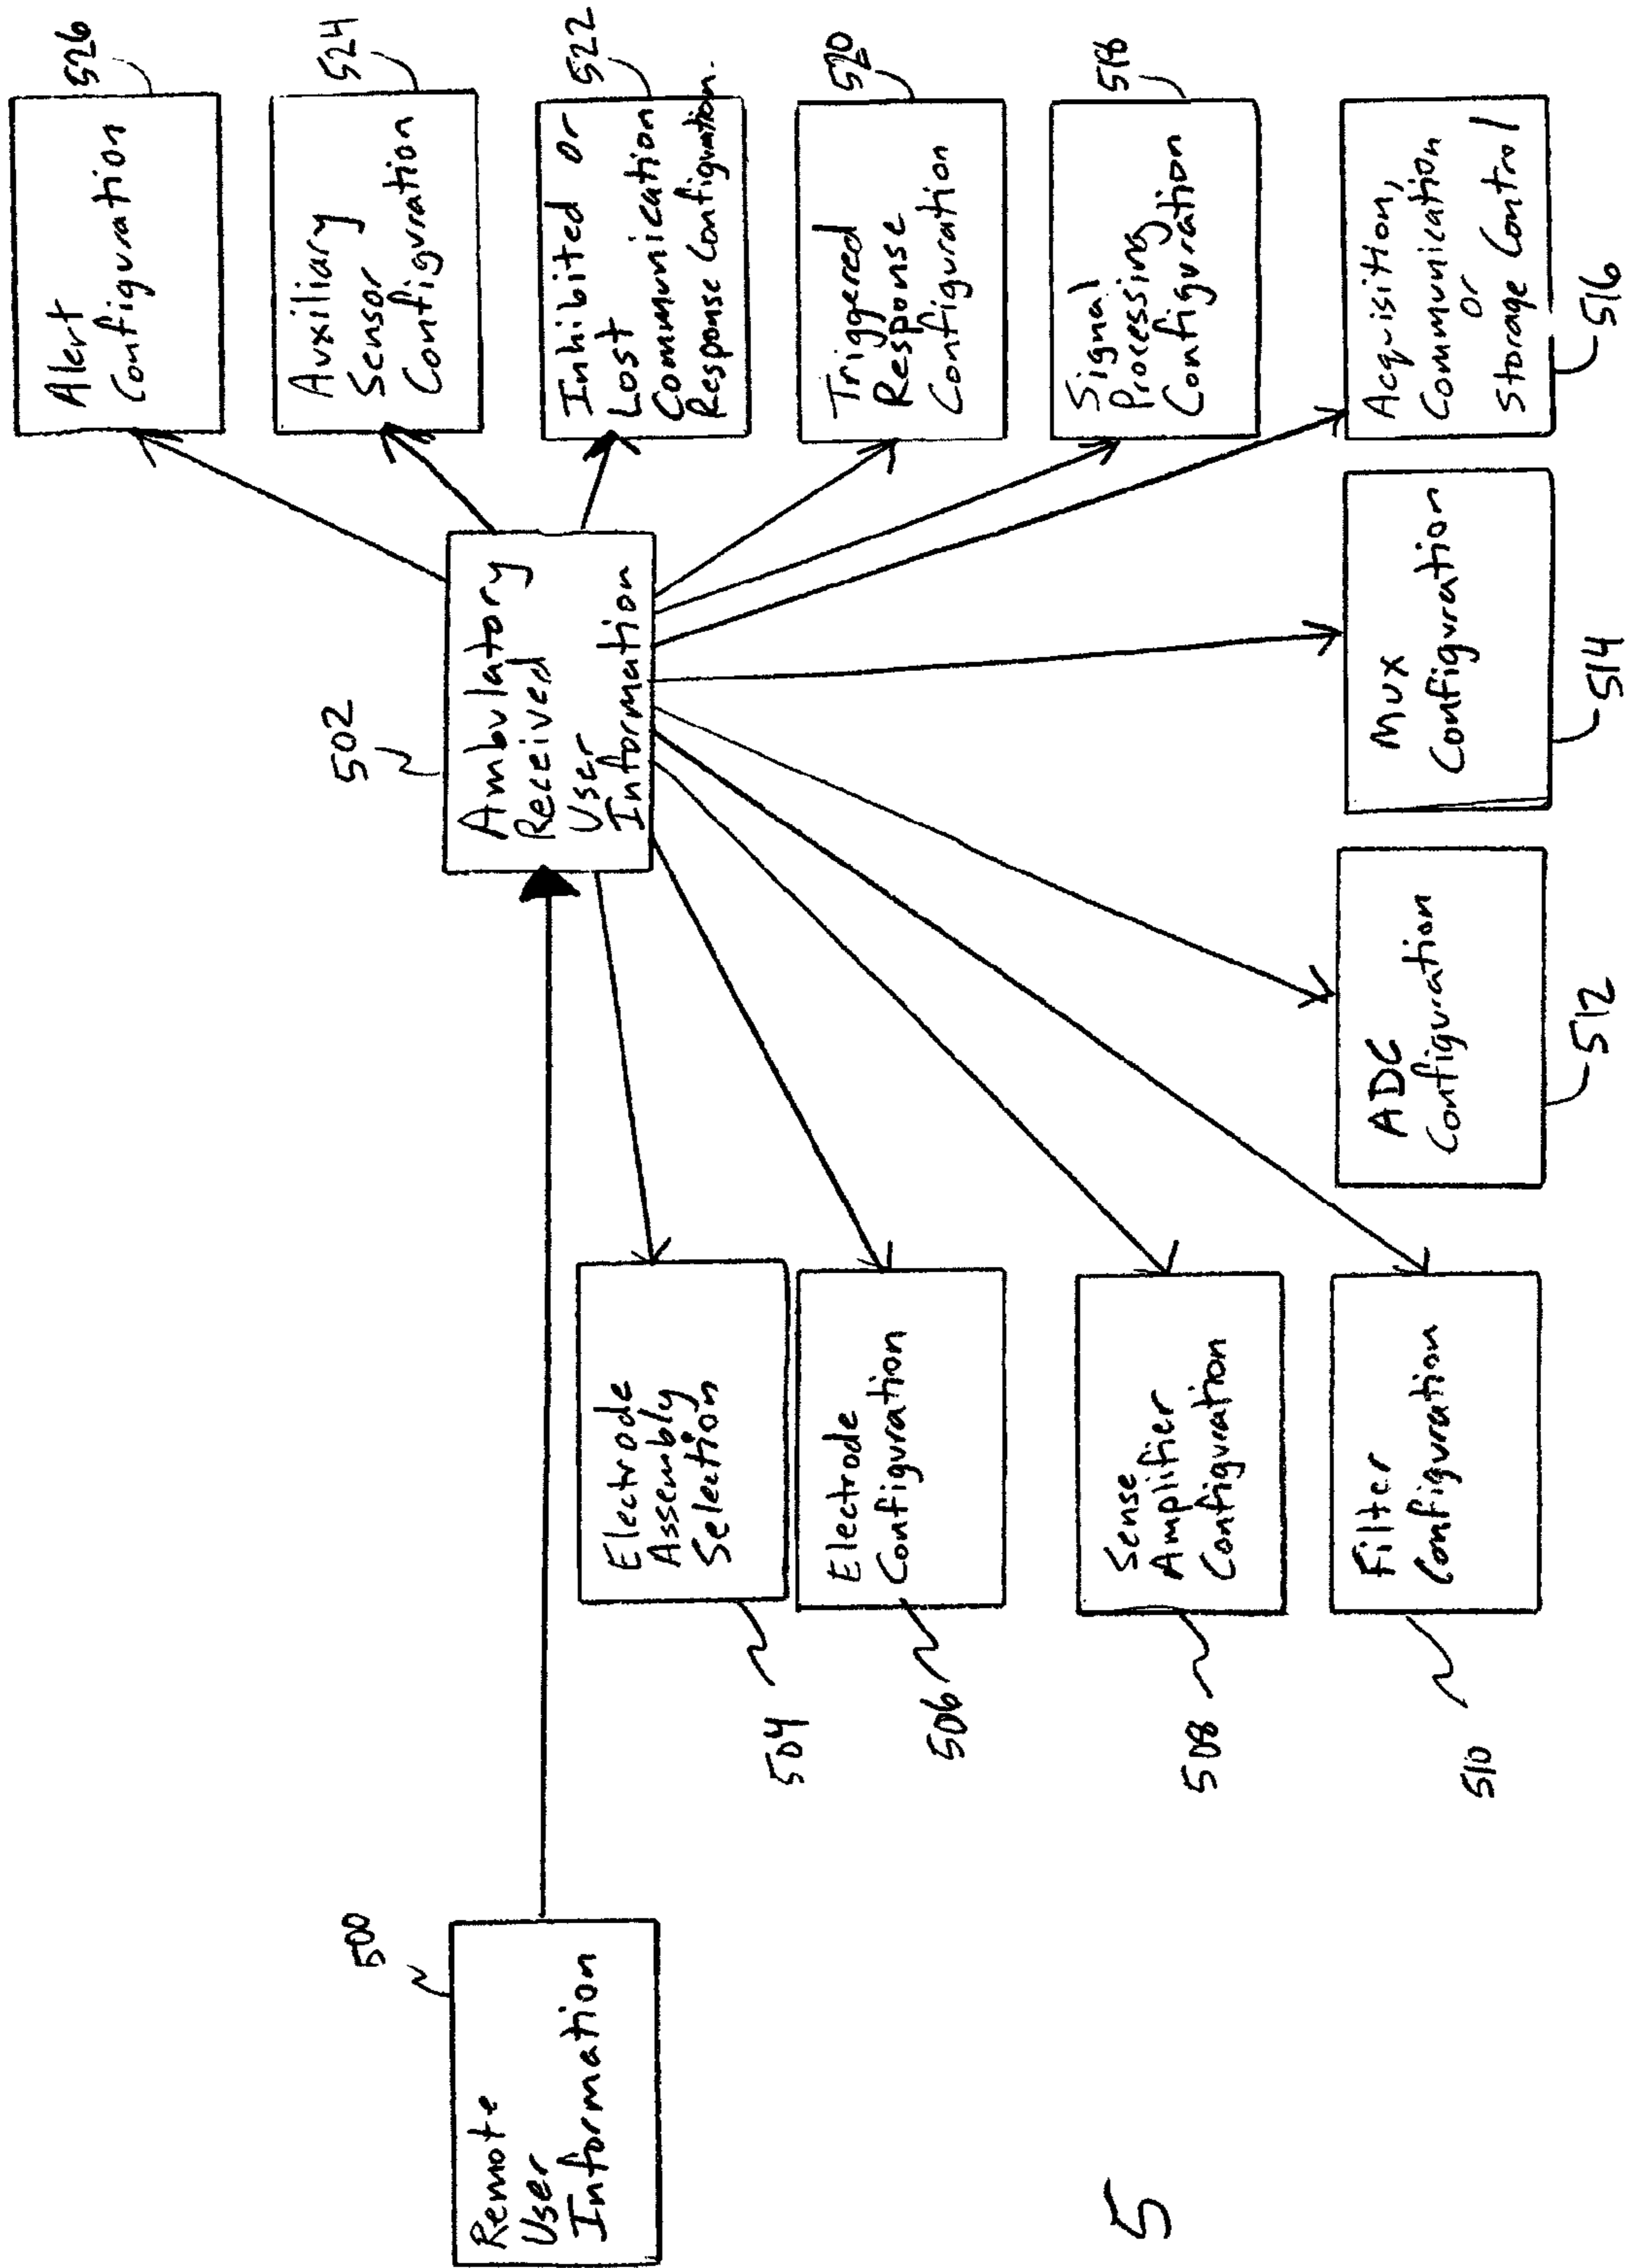 500
Remote
User
Information
502
Ambulatory
Received
User
Information
Electrode
Assembly
Selection
504
Electrode
Configuration
506
Sense
Amplifier
Configuration
508
Filter
Configuration
510
ADC
Configuration
512
Mux
Configuration
514
Acquisition,
Communication
or
Storage Control
516
Signal
Processing
Configuration
518
Triggered
Response
Configuration
520
Inhibited or
Lost
Communication
Response Configuration.
522
Auxiliary
Sensor
Configuration
524
Alert
Configuration
526
5